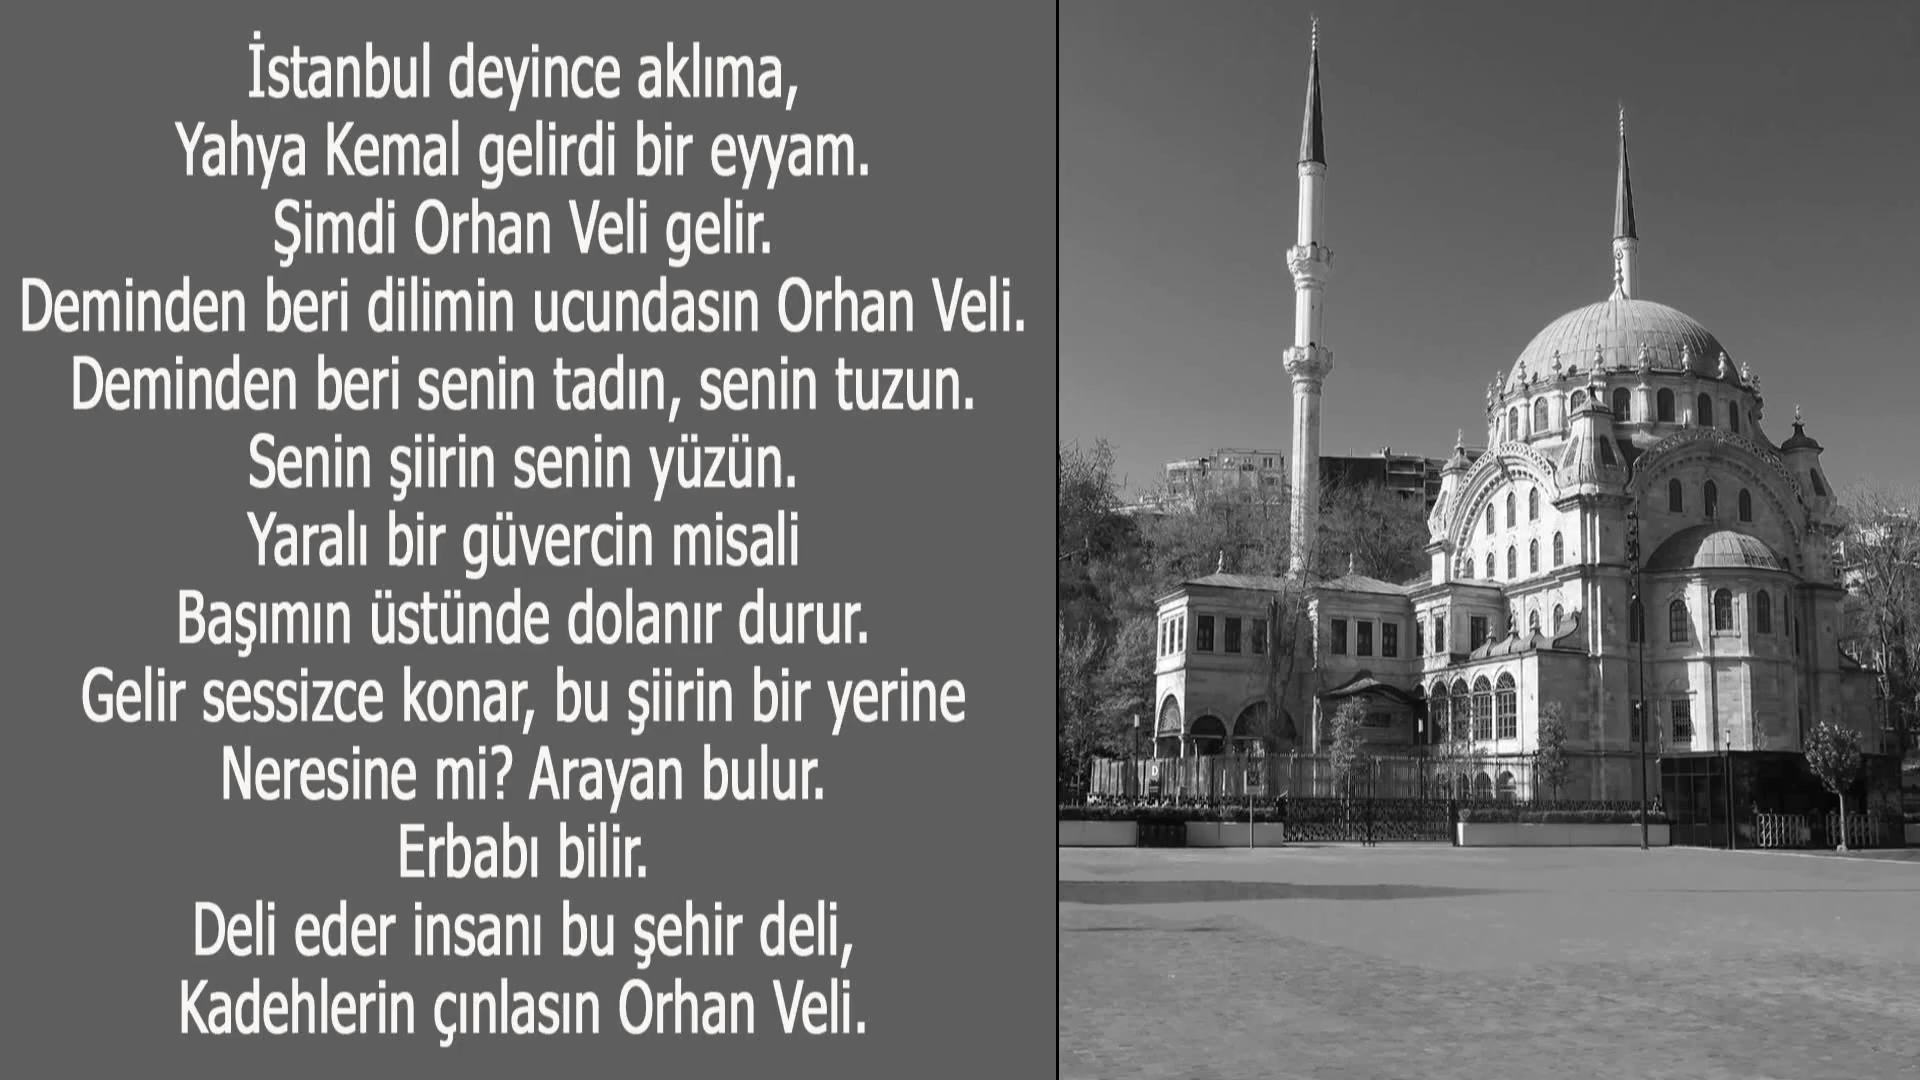 İstanbul deyince aklıma,
Yahya Kemal gelirdi bir eyyam.
Şimdi Orhan Veli gelir.
Deminden beri dilimin ucundasın Orhan Veli.
Deminden beri senin tadın, senin tuzun.
Senin şiirin senin yüzün.
Yaralı bir güvercin misali
Başımın üstünde dolanır durur.
Gelir sessizce konar, bu şiirin bir yerine
Neresine mi? Arayan bulur.
Erbabı bilir.
Deli eder insanı bu şehir deli,
Kadehlerin çınlasın Orhan Veli.